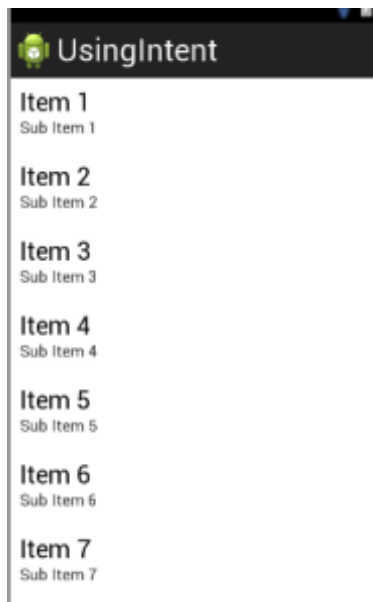 UsingIntent
Item 1
Sub Item 1
Item 2
Sub Item 2
Item 3
Sub Item 3
Item 4
Sub Item 4
Item 5
Sub Item 5
Item 6
Sub Item 6
Item 7
Sub Item 7